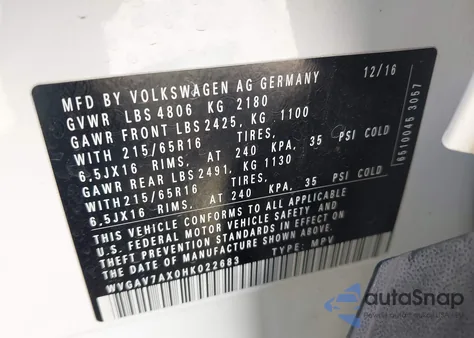 MFD BY VOLKSWAGEN AG GERMANY 12/16
GVWR LBS 4806 KG 2180
GAWR FRONT LBS 2425, KG 1100
WITH 215/65R16 TIRES,
6,5JX16 RIMS, AT 240 KPA, 35 PSI COLD
GAWR REAR LBS 2491, KG 1130
WITH 215/65R16 TIRES,
6,5JX16 RIMS, AT 240 KPA, 35 PSI COLD
THIS VEHICLE CONFORMS TO ALL APPLICABLE
U.S. FEDERAL MOTOR VEHICLE SAFETY AND
THEFT PREVENTION STANDARDS IN EFFECT ON
THE DATE OF MANUFACTURE SHOWN ABOVE.
WVGAV7AX0HK022683 TYPE: MPV
6510045 3057
autoSnap